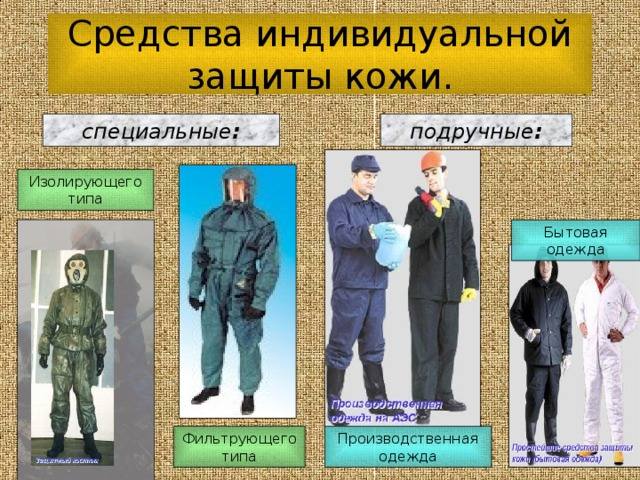 Средства индивидуальной
защиты кожи.
специальные:
подручные:
Изолирующего
типа
Бытовая
одежда
Производственная
одежда на АЭС
Фильтрующего
типа
Производственная
одежда
Защитный костюм
Простейшие средства защиты
кожи (бытовая одежда)